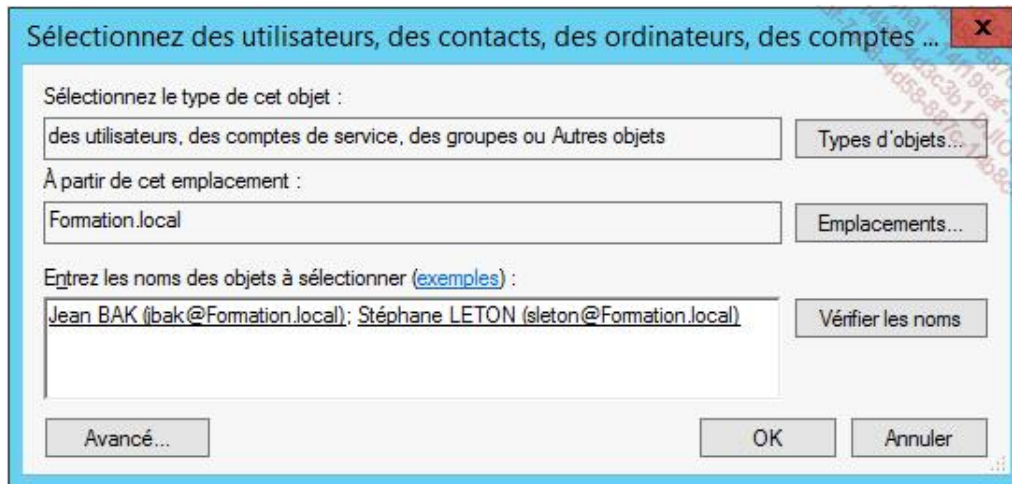 Sélectionnez des utilisateurs, des contacts, des ordinateurs, des comptes ... x
Sélectionnez le type de cet objet :
des utilisateurs, des comptes de service, des groupes ou Autres objets Types d'objets...
À partir de cet emplacement :
Formation.local Emplacements...
Entrez les noms des objets à sélectionner (exemples) :
Jean BAK (jbak@Formation.local); Stéphane LETON (sleton@Formation.local) Vérifier les noms
Avancé... OK Annuler